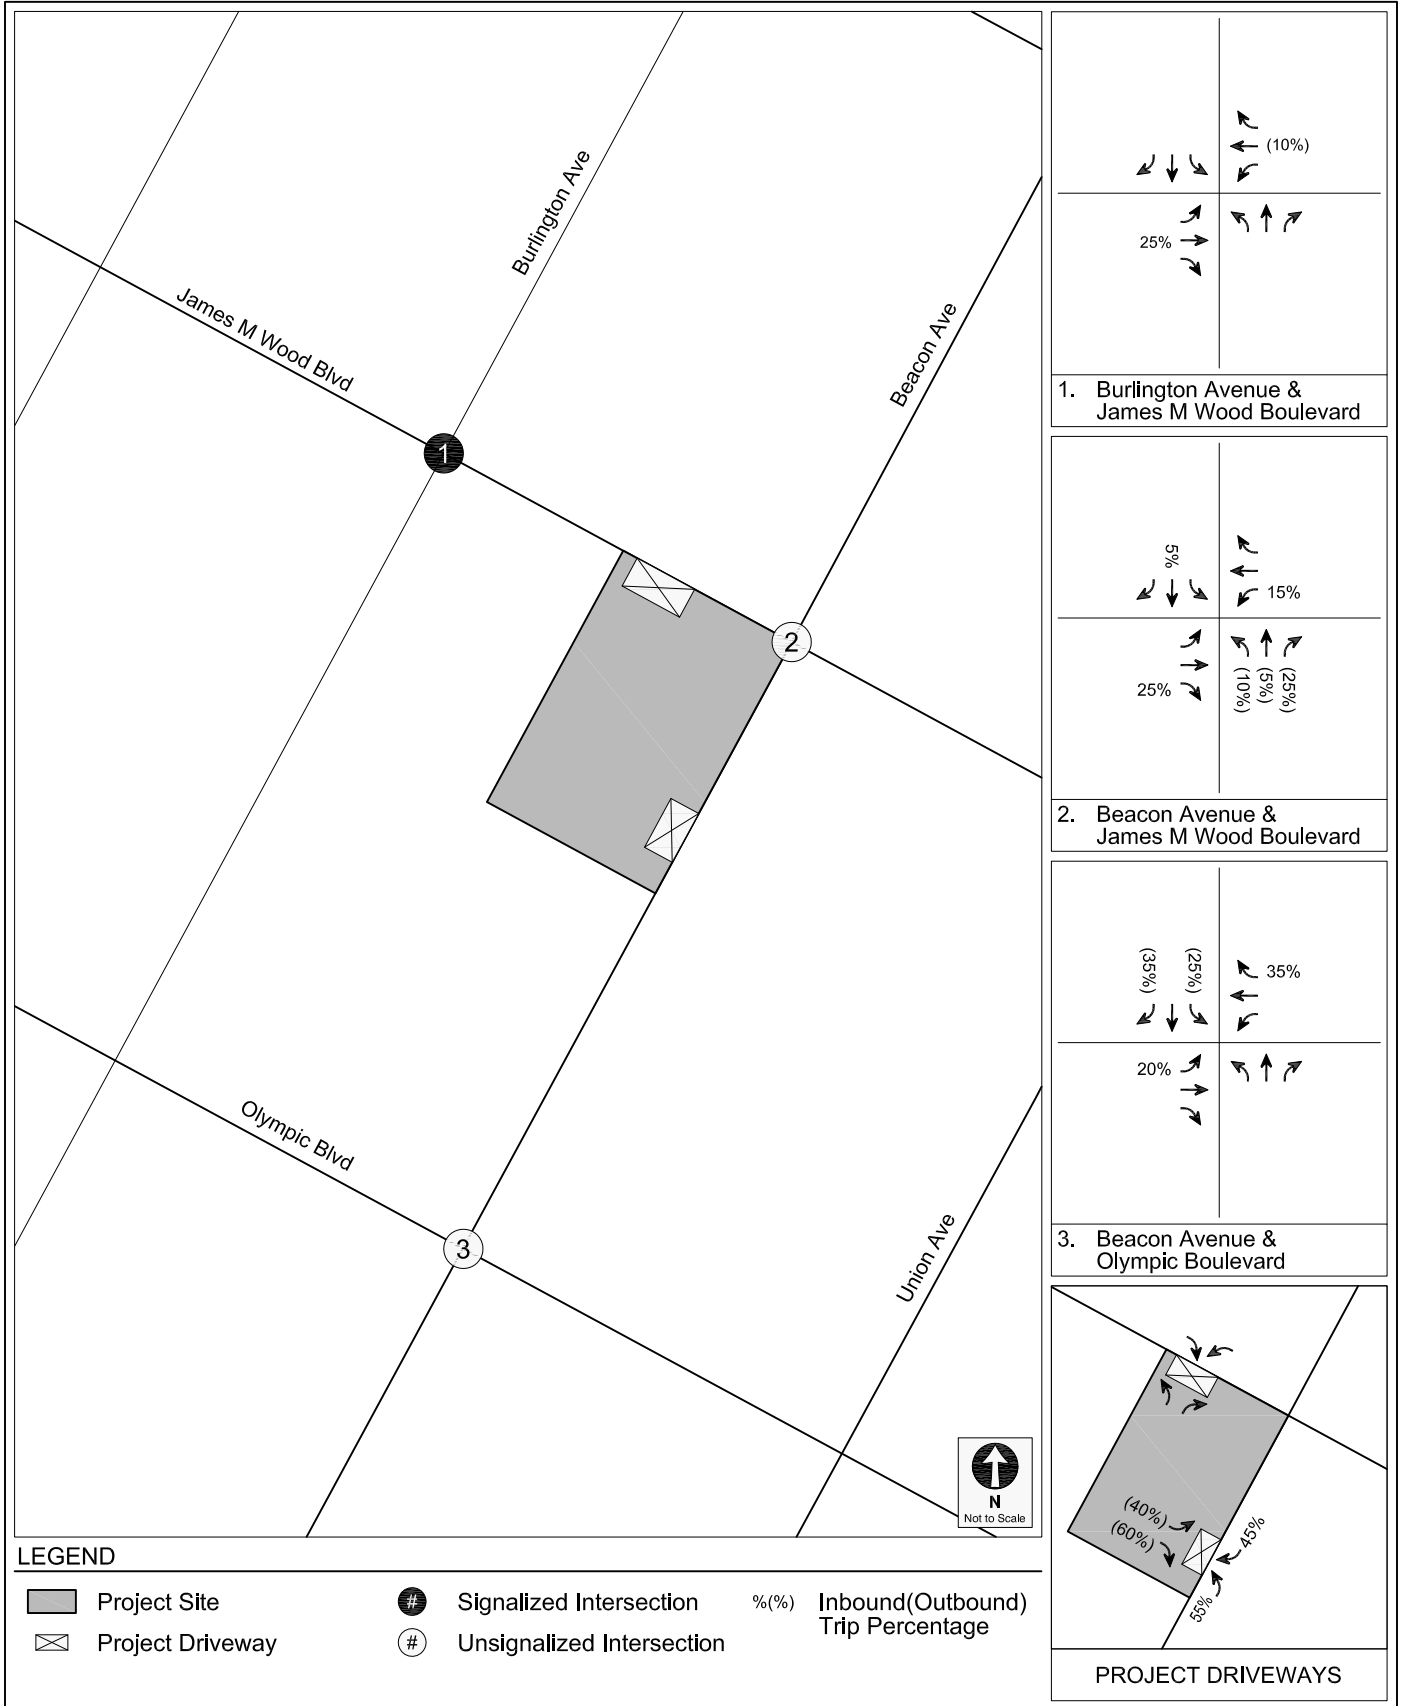 Burlington Ave
James M Wood Blvd
Beacon Ave
1
2
3
Olympic Blvd
Union Ave
N
Not to Scale
(10%)
25%
1. Burlington Avenue &
James M Wood Boulevard
5%
15%
25%
(10%)
(5%)
(25%)
2. Beacon Avenue &
James M Wood Boulevard
(35%)
(25%)
35%
20%
3. Beacon Avenue &
Olympic Boulevard
(40%)
(60%)
45%
55%
PROJECT DRIVEWAYS
LEGEND
Project Site
# Signalized Intersection
%(%) Inbound(Outbound)
Trip Percentage
Project Driveway
# Unsignalized Intersection